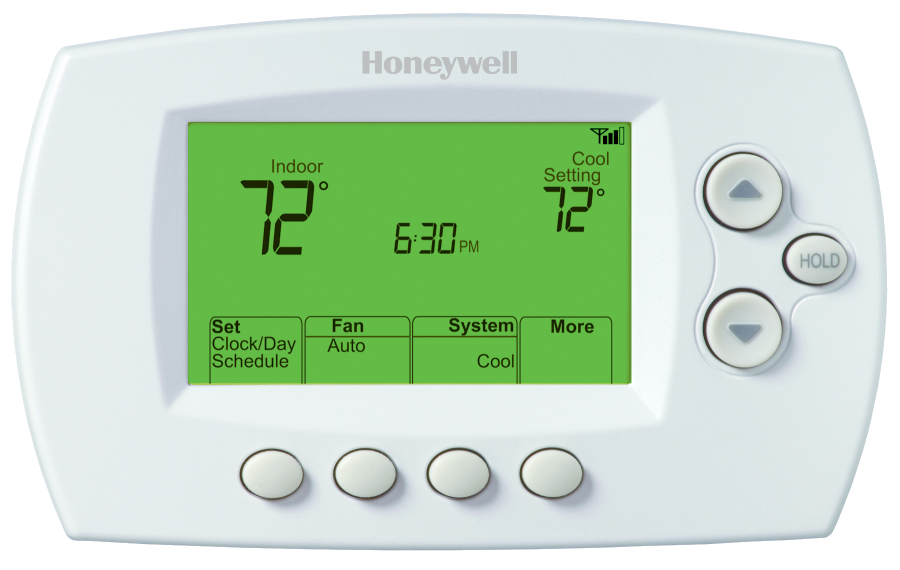 Honeywell
Indoor
72°
Cool
Setting
72°
6:30 PM
HOLD
Set
Clock/Day
Schedule
Fan
Auto
System
Cool
More